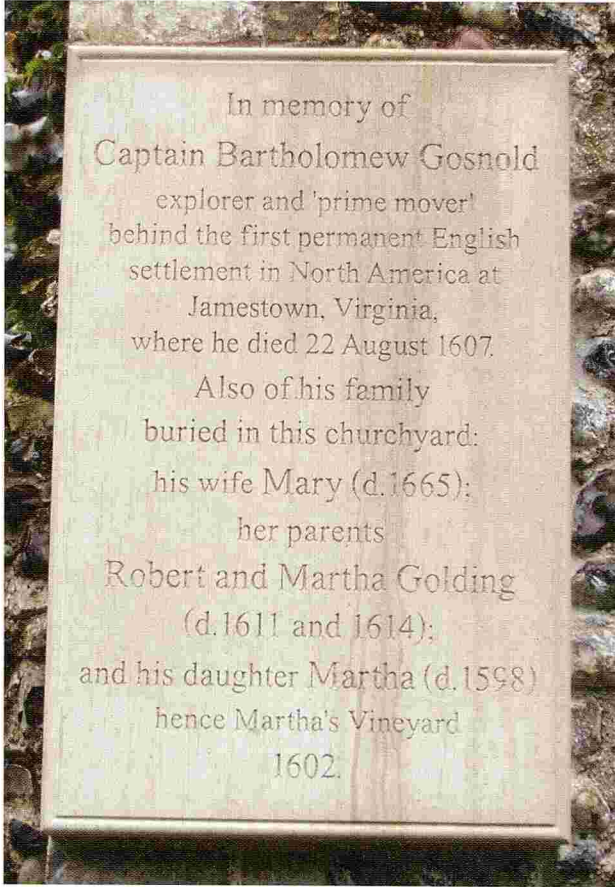 In memory of
Captain Bartholomew Gosnold
explorer and 'prime mover'
behind the first permanent English
settlement in North America at
Jamestown, Virginia,
where he died 22 August 1607.
Also of his family
buried in this churchyard:
his wife Mary (d.1665);
her parents
Robert and Martha Golding
(d.1611 and 1614);
and his daughter Martha (d.1598)
hence Martha's Vineyard
1602.